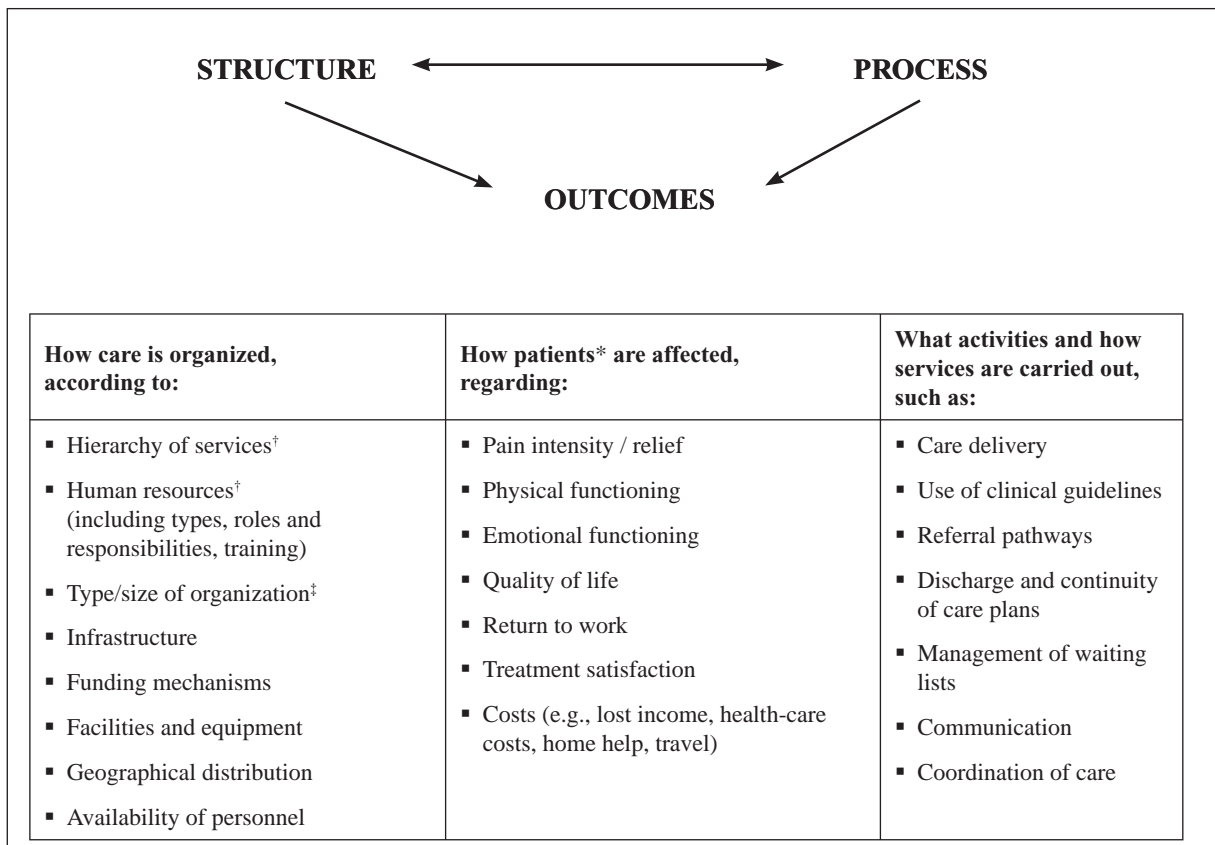 STRUCTURE
PROCESS
OUTCOMES
How care is organized,
according to:
▪ Hierarchy of services†
▪ Human resources†
(including types, roles and
responsibilities, training)
▪ Type/size of organization‡
▪ Infrastructure
▪ Funding mechanisms
▪ Facilities and equipment
▪ Geographical distribution
▪ Availability of personnel
How patients* are affected,
regarding:
▪ Pain intensity / relief
▪ Physical functioning
▪ Emotional functioning
▪ Quality of life
▪ Return to work
▪ Treatment satisfaction
▪ Costs (e.g., lost income, health-care
costs, home help, travel)
What activities and how
services are carried out,
such as:
▪ Care delivery
▪ Use of clinical guidelines
▪ Referral pathways
▪ Discharge and continuity
of care plans
▪ Management of waiting
lists
▪ Communication
▪ Coordination of care